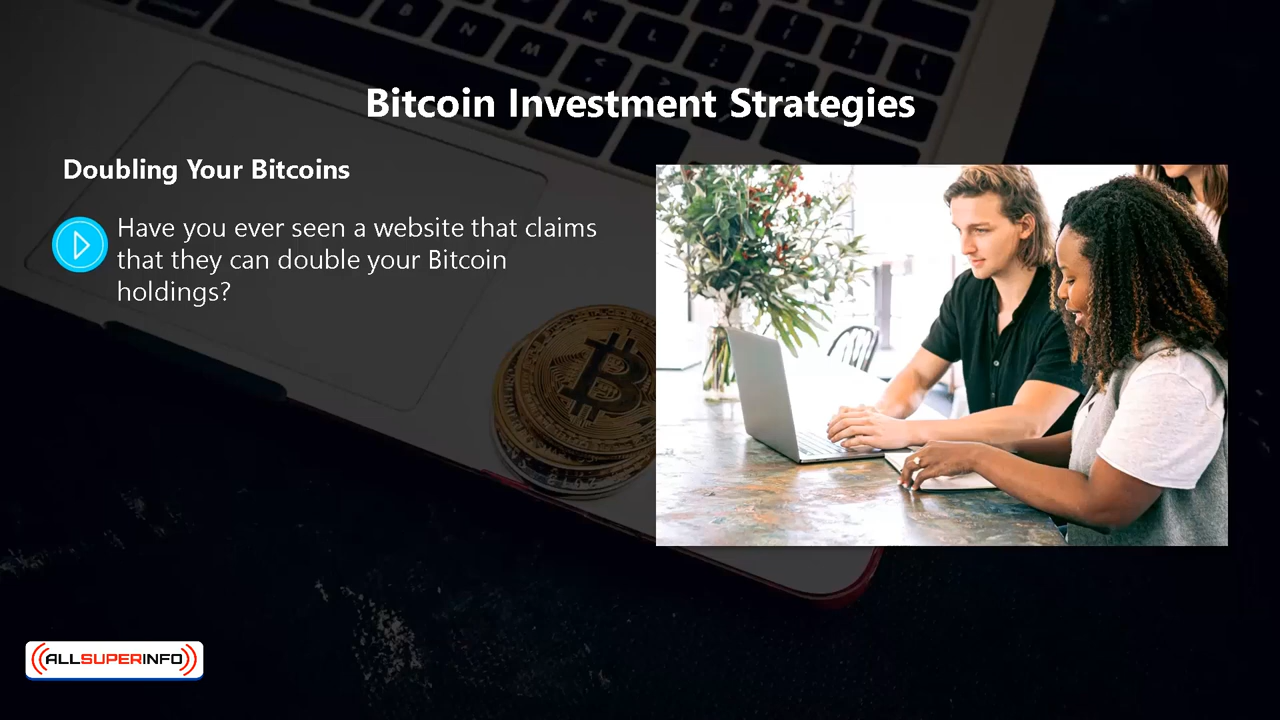 Bitcoin Investment Strategies
Doubling Your Bitcoins
Have you ever seen a website that claims
that they can double your Bitcoin
holdings?
ALLSUPERINFO